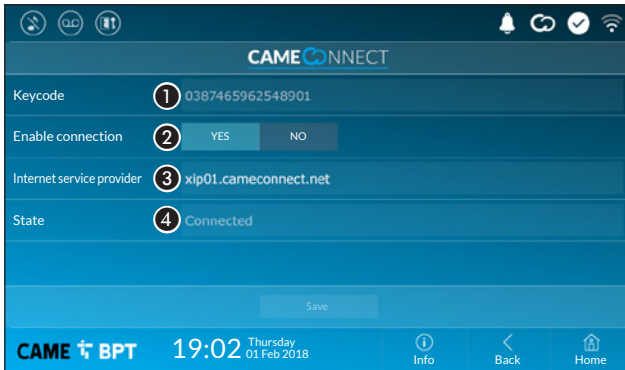 CAMECONNECT
Keycode 1 0387465962548901
Enable connection 2 YES NO
Internet service provider 3 xip01.cameconnect.net
State 4 Connected
Save
CAME BPT 19:02 Thursday 01 Feb 2018 Info Back Home